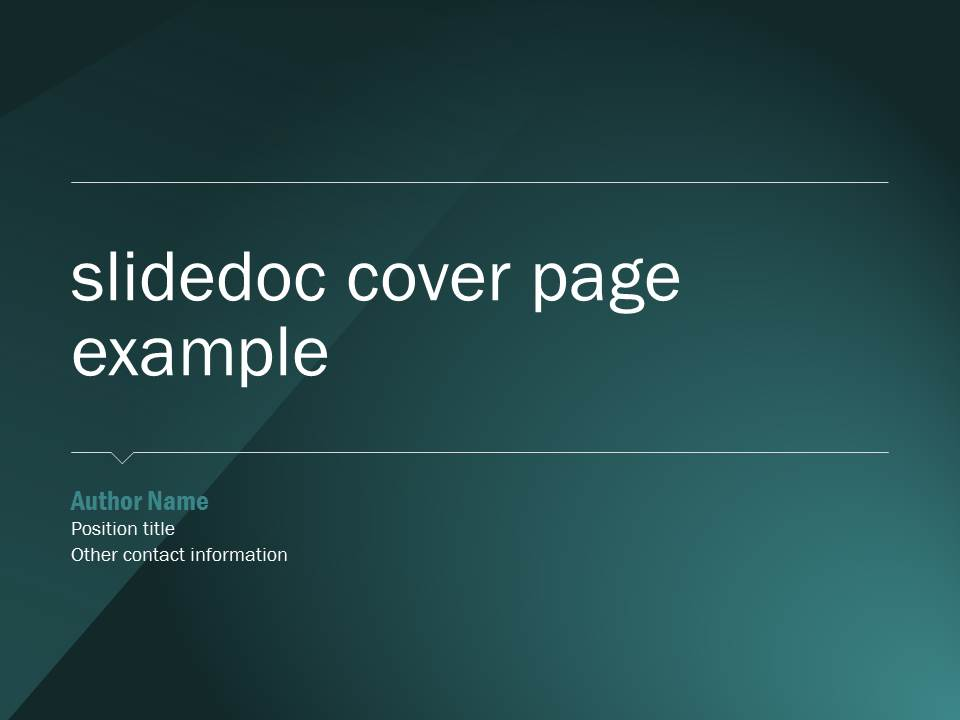 slidedoc cover page
example
Author Name
Position title
Other contact information